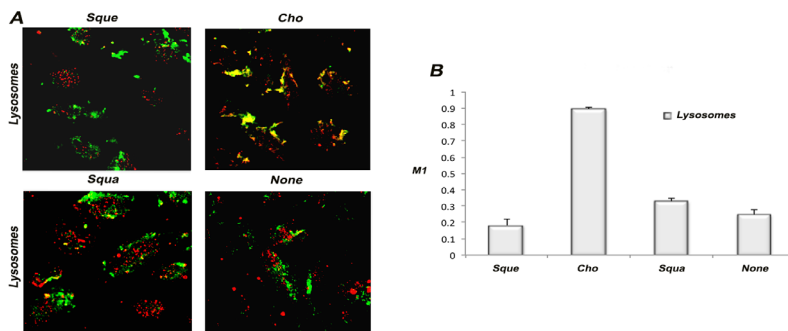 A
Sque
Cho
Lysosomes
Squa
None
Lysosomes
B
1
0.9
0.8
0.7
0.6
0.5
0.4
0.3
0.2
0.1
0
M1
Lysosomes
Sque
Cho
Squa
None